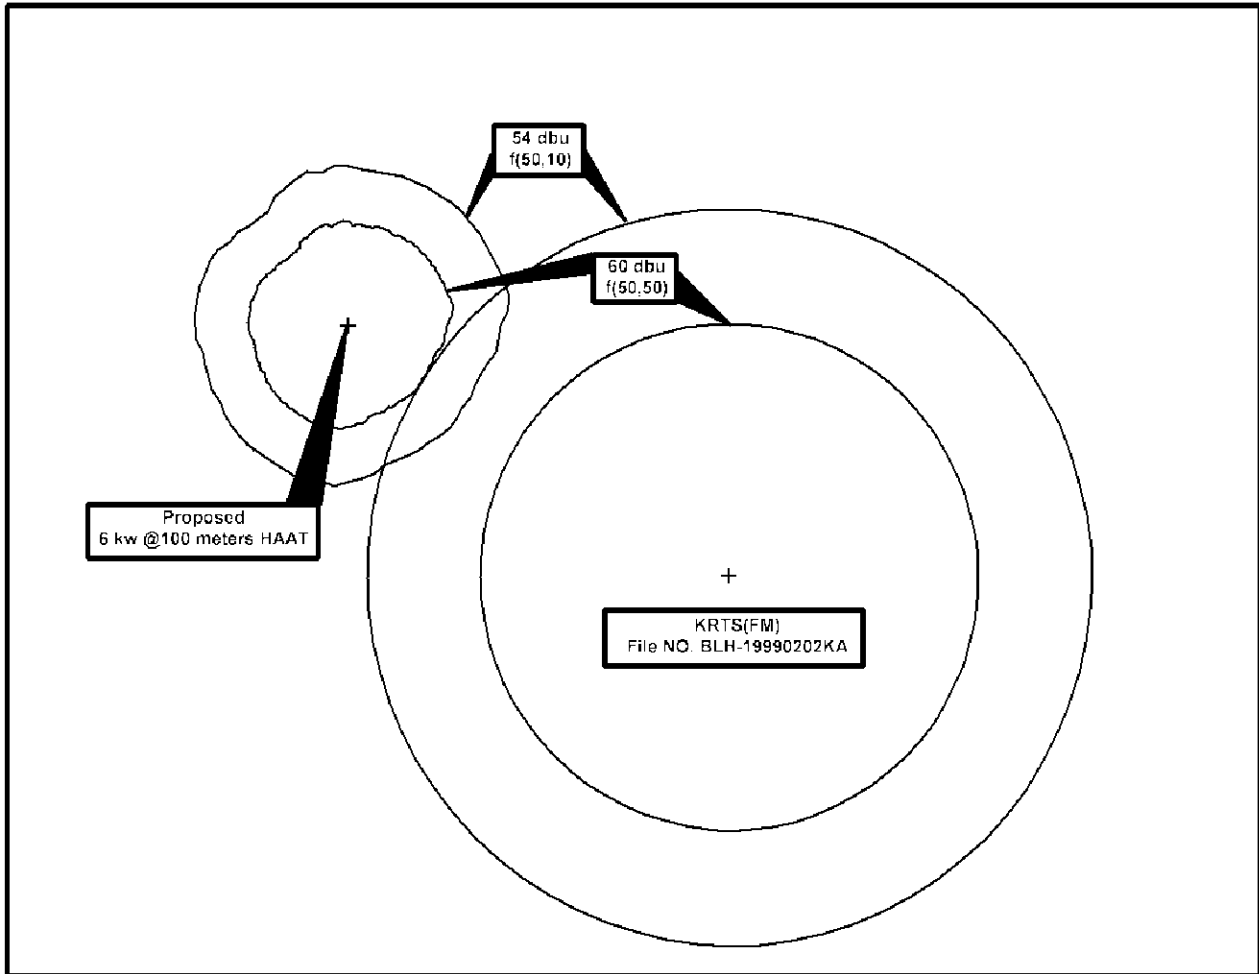 54 dbu
f(50,10)
60 dbu
f(50,50)
Proposed
6 kw @100 meters HAAT
KRTS(FM)
File NO. BLH-19990202KA